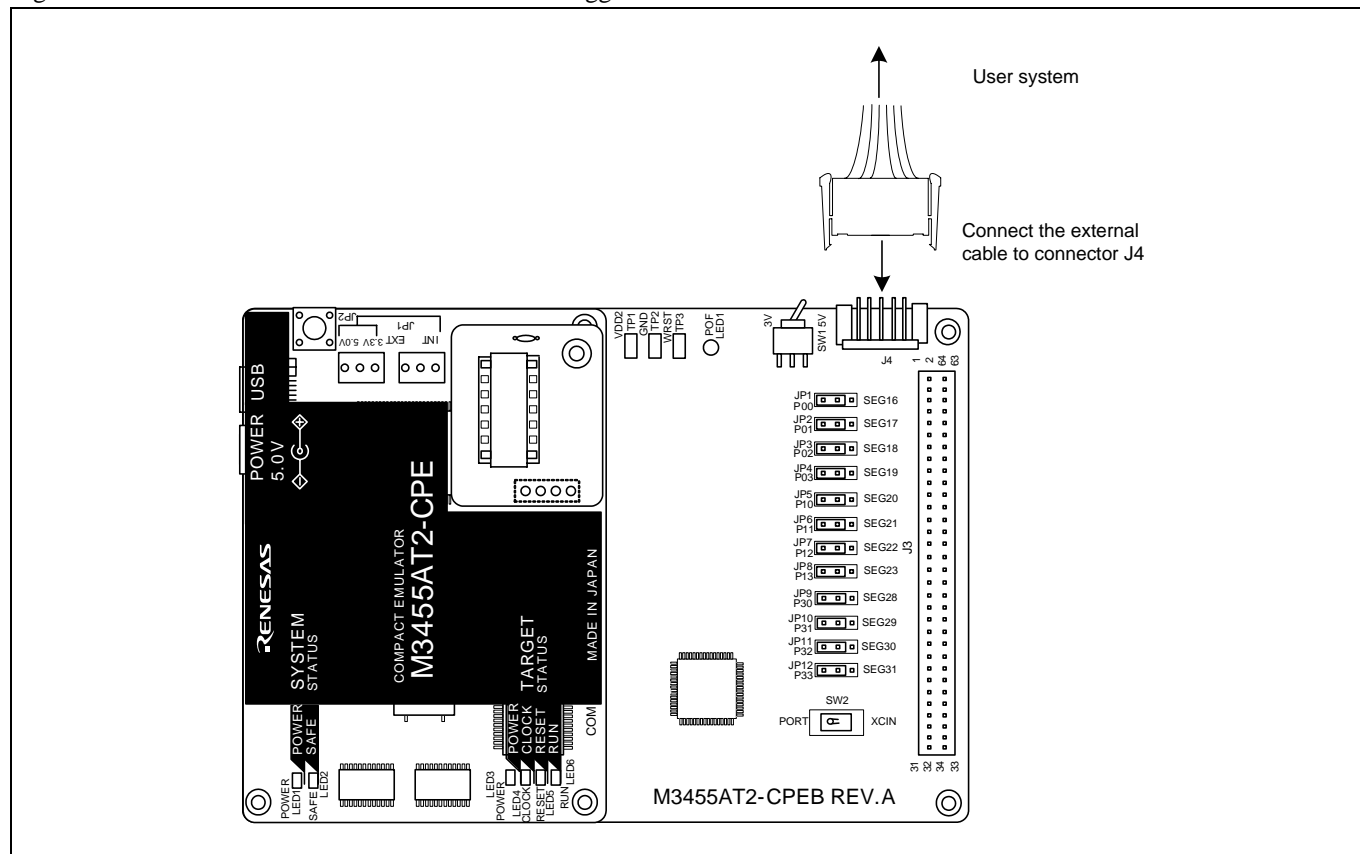 User system
Connect the external
cable to connector J4
JP2
JP1
3.3V 5.0V
EXT
INT
VDD2
TP1
GND
TP2
WRST
TP3
POF
LED1
3V
SW1 5V
J4
1
2
64
63
POWER USB
5.0V
JP1
P00
SEG16
JP2
P01
SEG17
JP3
P02
SEG18
JP4
P03
SEG19
JP5
P10
SEG20
JP6
P11
SEG21
JP7
P12
SEG22
J3
JP8
P13
SEG23
JP9
P30
SEG28
JP10
P31
SEG29
JP11
P32
SEG30
JP12
P33
SEG31
RENESAS
COMPACT EMULATOR
M3455AT2-CPE
MADE IN JAPAN
SYSTEM
STATUS
POWER
SAFE
TARGET
STATUS
POWER
CLOCK
RESET
RUN
COM
SW2
PORT
XCIN
31
32
34
33
POWER
LED1
SAFE
LED2
LED3
POWER
LED4
CLOCK
RESET
LED5
RUN
LED6
M3455AT2-CPEB REV.A